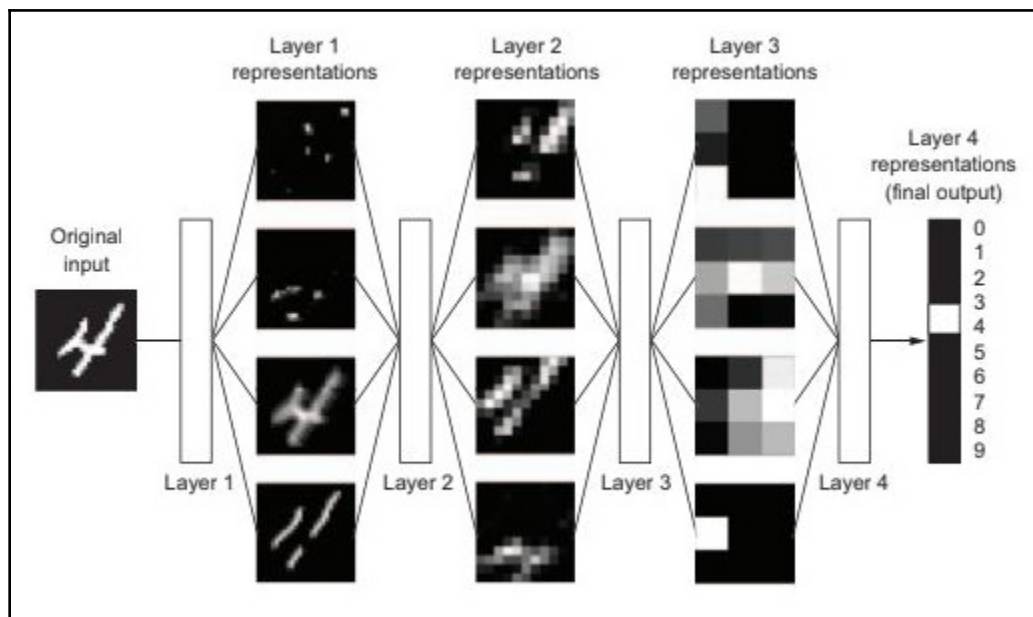 Layer 1
representations
Layer 2
representations
Layer 3
representations
Layer 4
representations
(final output)
Original
input
0
1
2
3
4
5
6
7
8
9
Layer 1
Layer 2
Layer 3
Layer 4